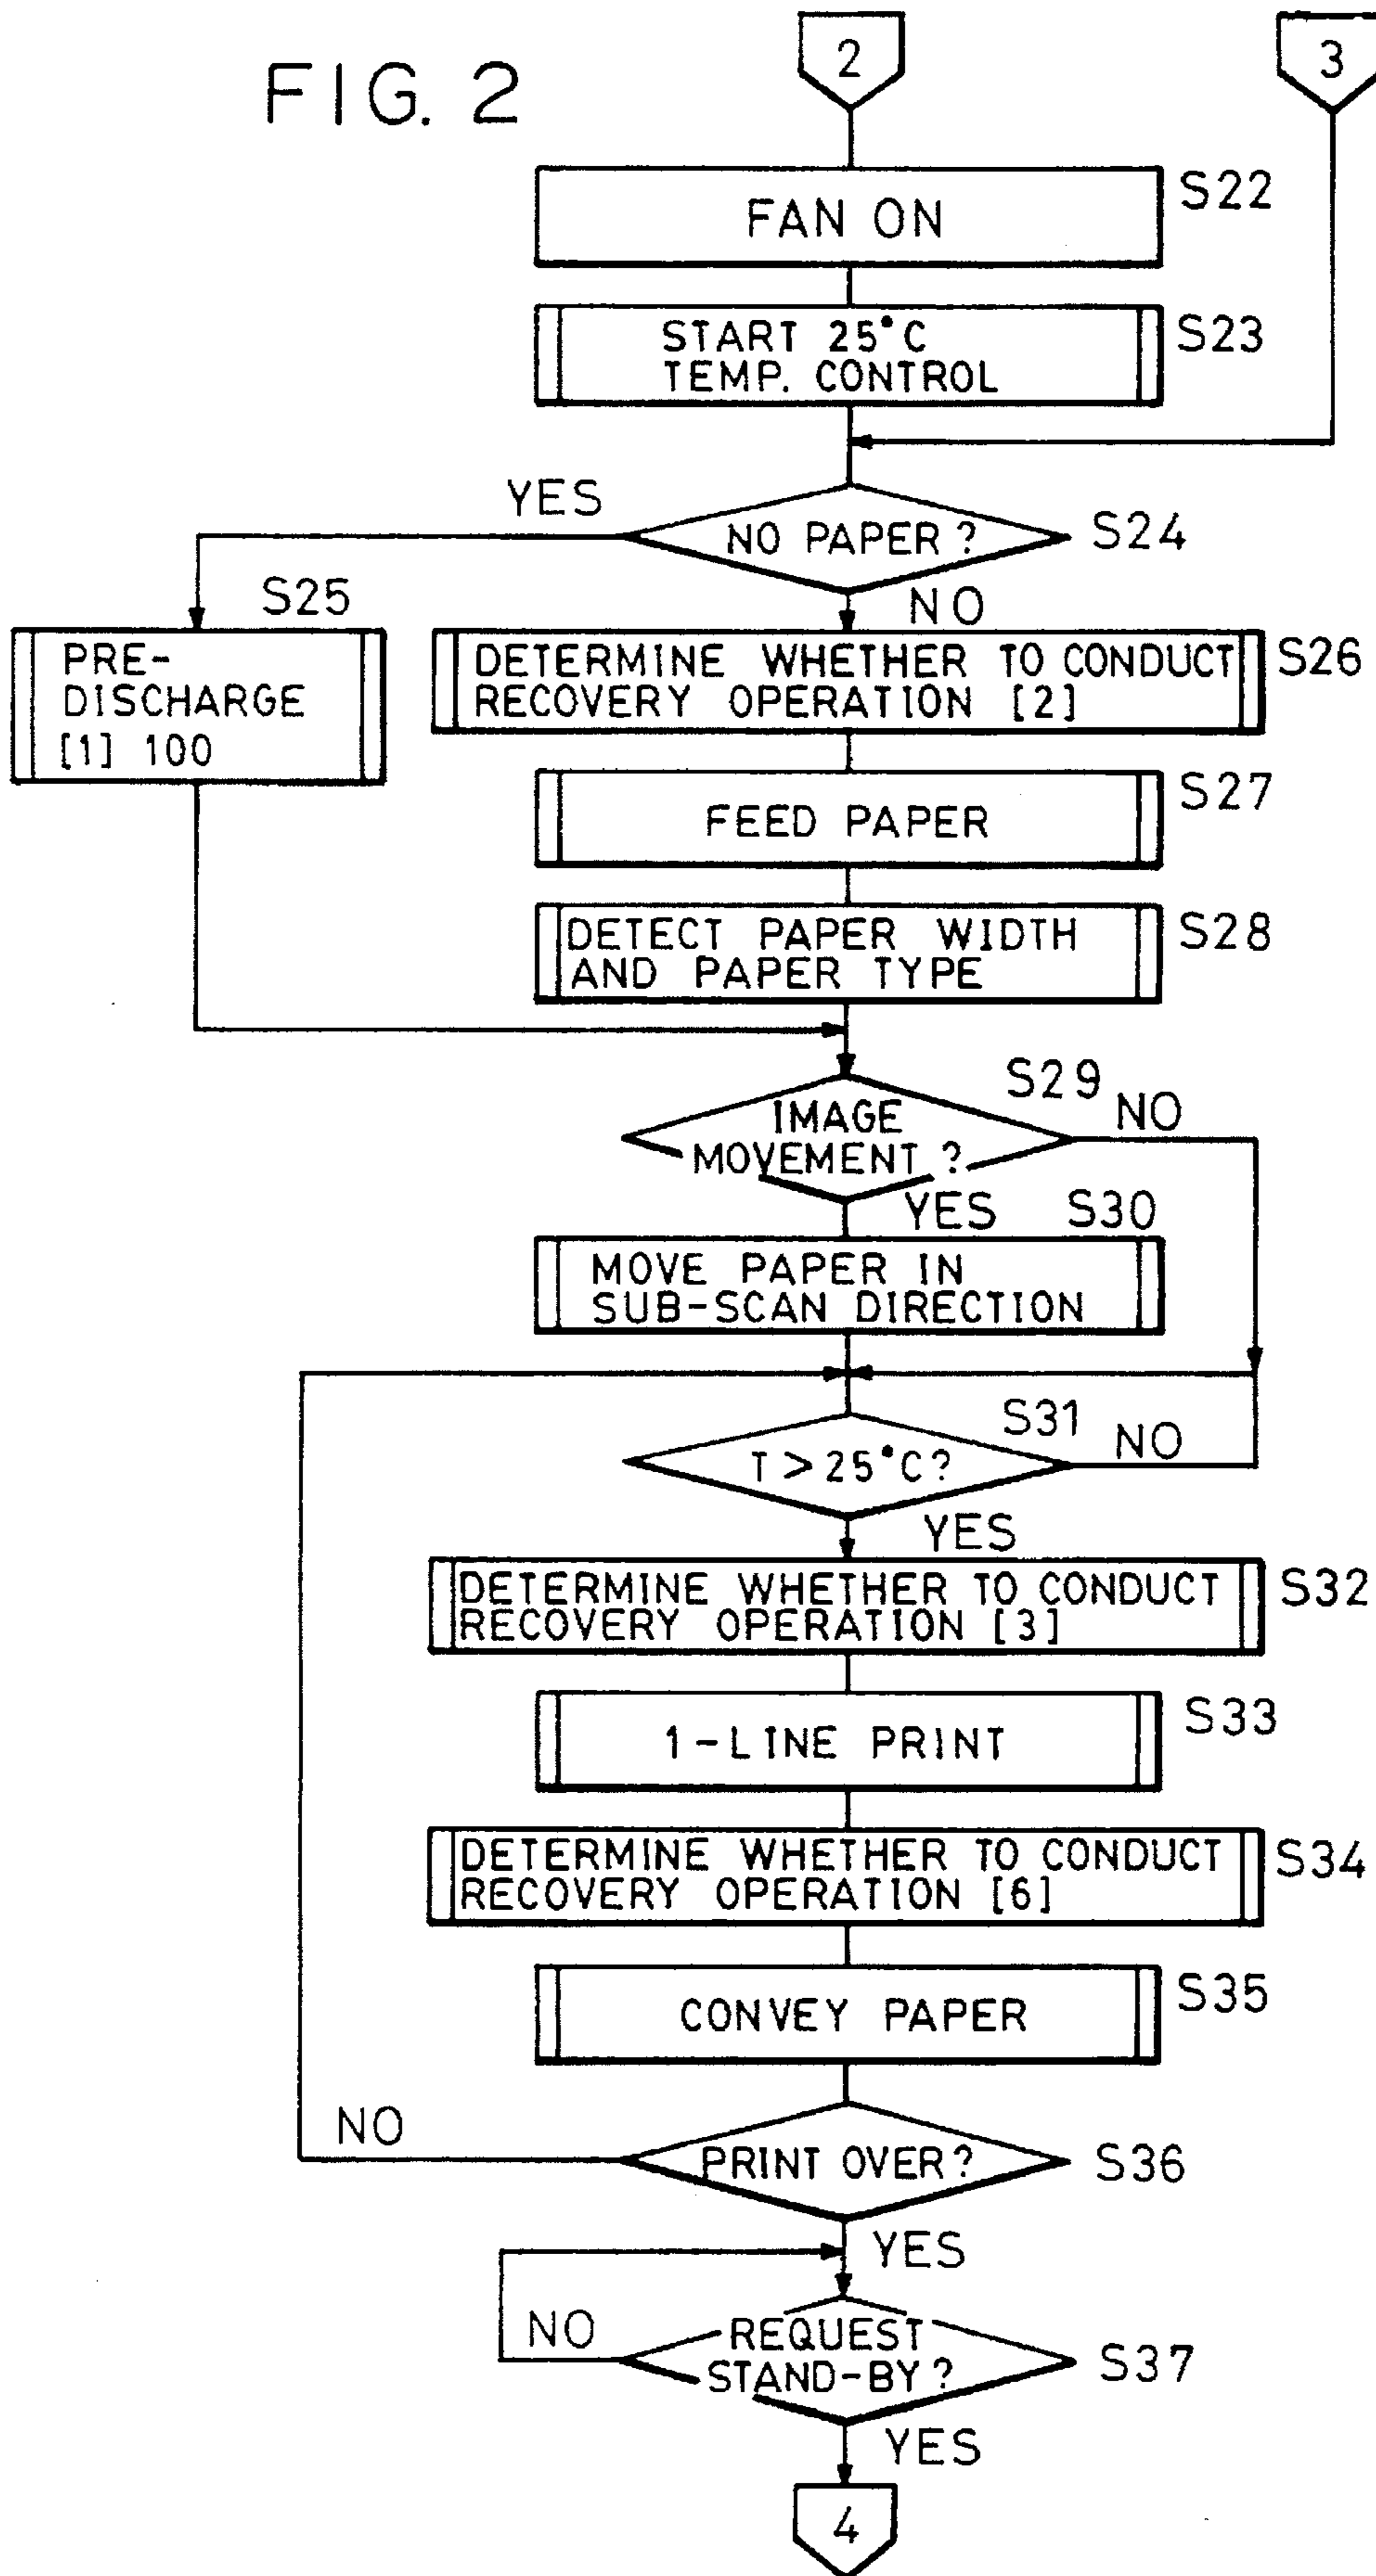 FIG. 2
2
3
FAN ON
S22
START 25°C
TEMP. CONTROL
S23
YES
NO PAPER?
S24
NO
S25
PRE-
DISCHARGE
[1] 100
DETERMINE WHETHER TO CONDUCT
RECOVERY OPERATION [2]
S26
FEED PAPER
S27
DETECT PAPER WIDTH
AND PAPER TYPE
S28
S29
IMAGE
MOVEMENT ?
NO
YES
S30
MOVE PAPER IN
SUB-SCAN DIRECTION
S31
T > 25°C?
NO
YES
DETERMINE WHETHER TO CONDUCT
RECOVERY OPERATION [3]
S32
1-LINE PRINT
S33
DETERMINE WHETHER TO CONDUCT
RECOVERY OPERATION [6]
S34
CONVEY PAPER
S35
NO
PRINT OVER?
S36
YES
NO
REQUEST
STAND-BY?
S37
YES
4